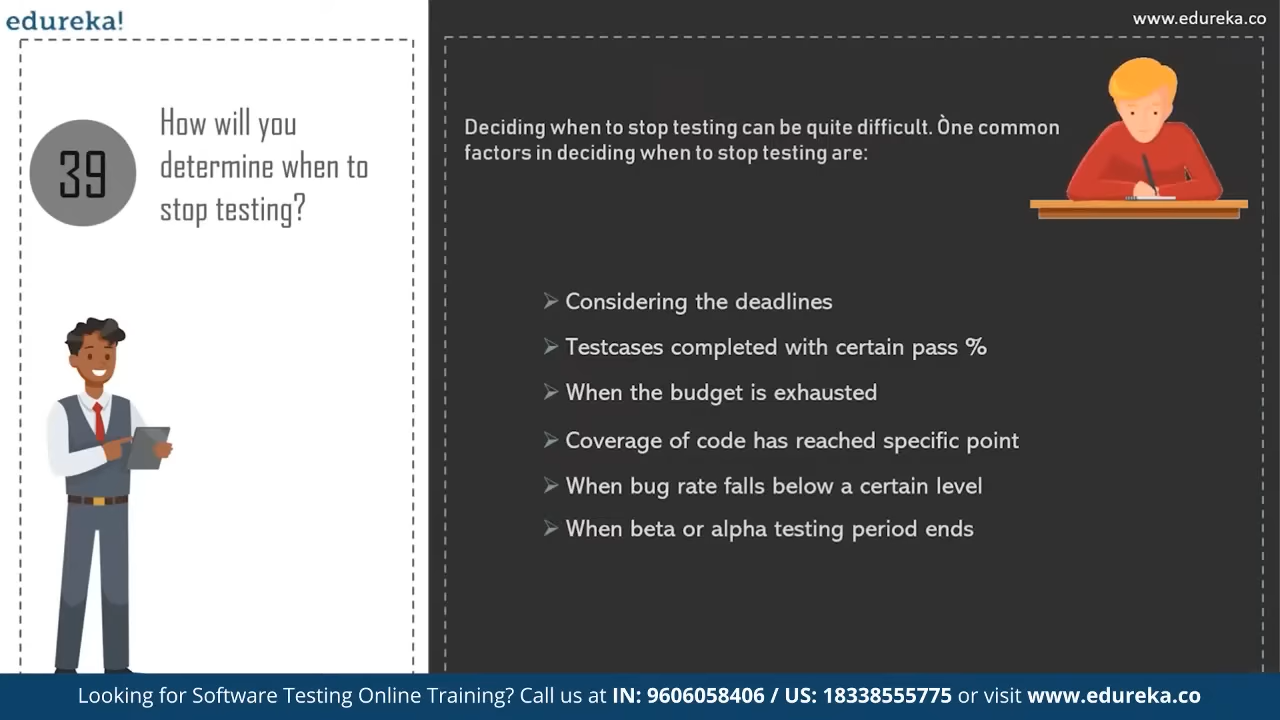 edureka!
www.edureka.co
39
How will you
determine when to
stop testing?
Deciding when to stop testing can be quite difficult. Òne common
factors in deciding when to stop testing are:
➢ Considering the deadlines
➢ Testcases completed with certain pass %
➢ When the budget is exhausted
➢ Coverage of code has reached specific point
➢ When bug rate falls below a certain level
➢ When beta or alpha testing period ends
Looking for Software Testing Online Training? Call us at IN: 9606058406 / US: 18338555775 or visit www.edureka.co